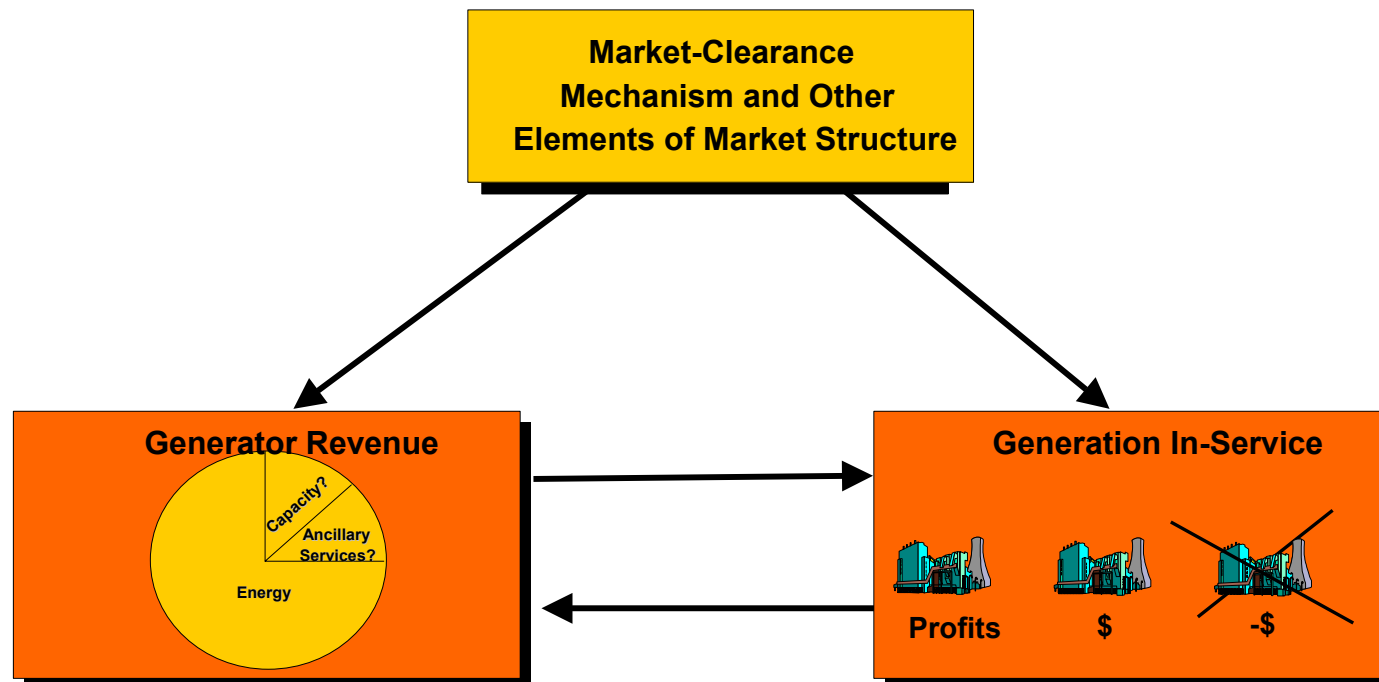 Market-Clearance
Mechanism and Other
Elements of Market Structure
Generator Revenue
Capacity?
Ancillary
Services?
Energy
Generation In-Service
Profits
$
-$